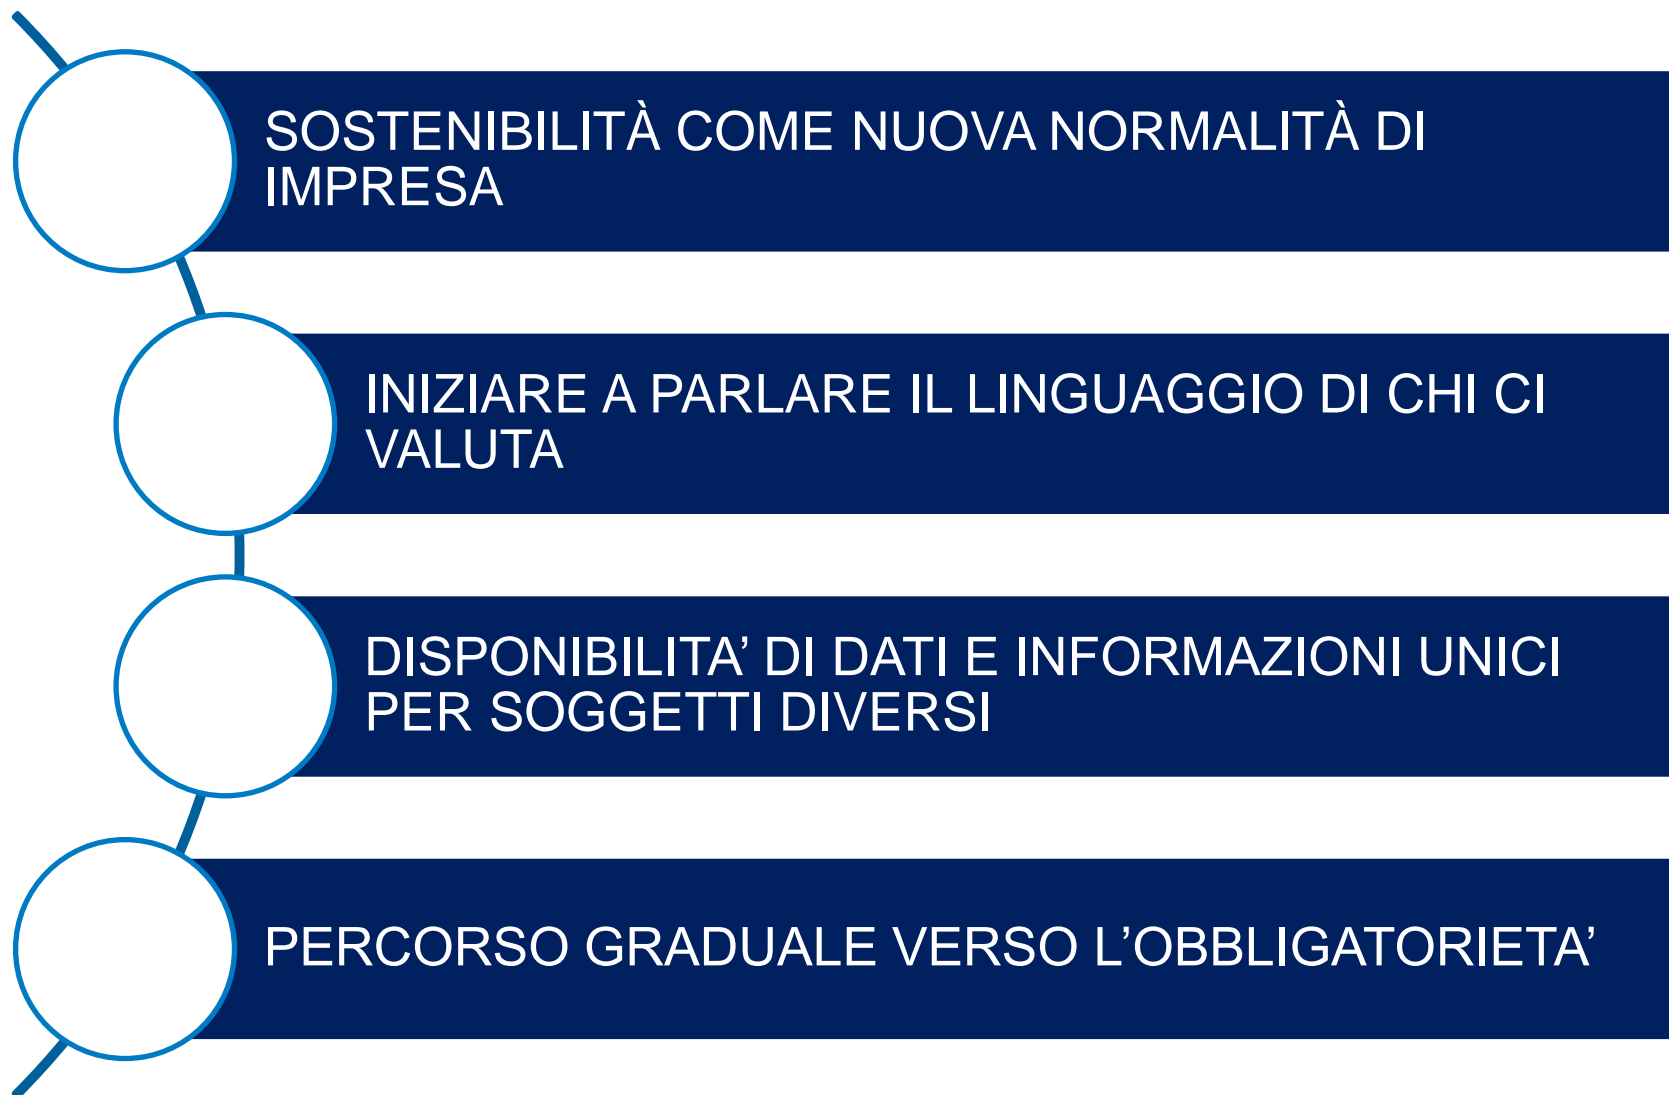 SOSTENIBILITÀ COME NUOVA NORMALITÀ DI
IMPRESA
INIZIARE A PARLARE IL LINGUAGGIO DI CHI CI
VALUTA
DISPONIBILITA’ DI DATI E INFORMAZIONI UNICI
PER SOGGETTI DIVERSI
PERCORSO GRADUALE VERSO L’OBBLIGATORIETA’